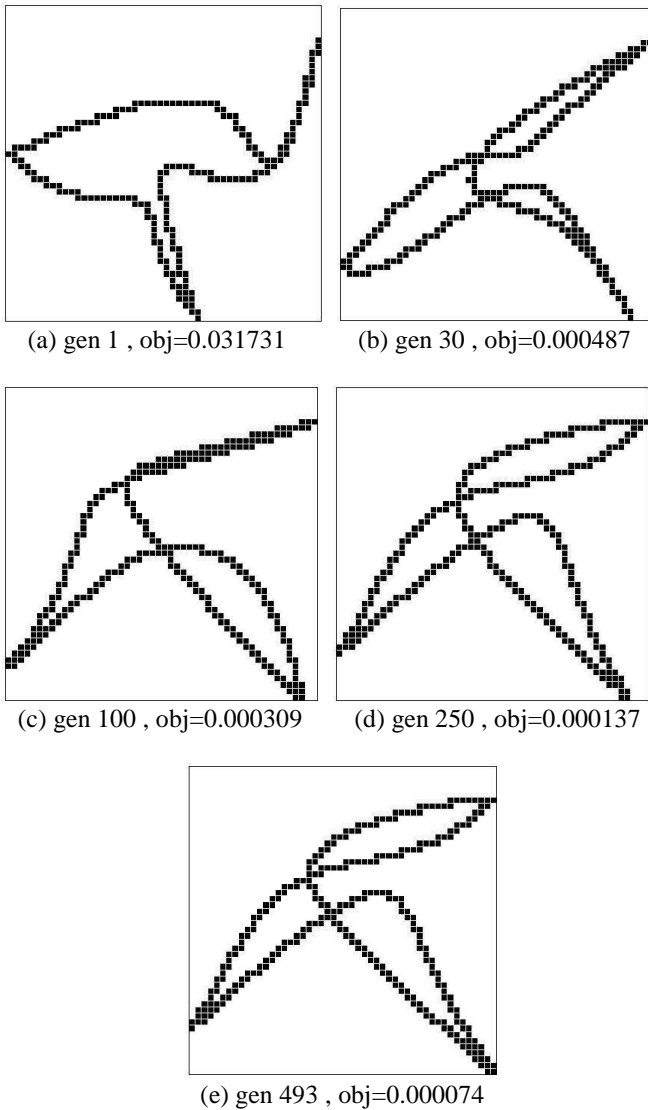 (a) gen 1 , obj=0.031731
(b) gen 30 , obj=0.000487
(c) gen 100 , obj=0.000309
(d) gen 250 , obj=0.000137
(e) gen 493 , obj=0.000074